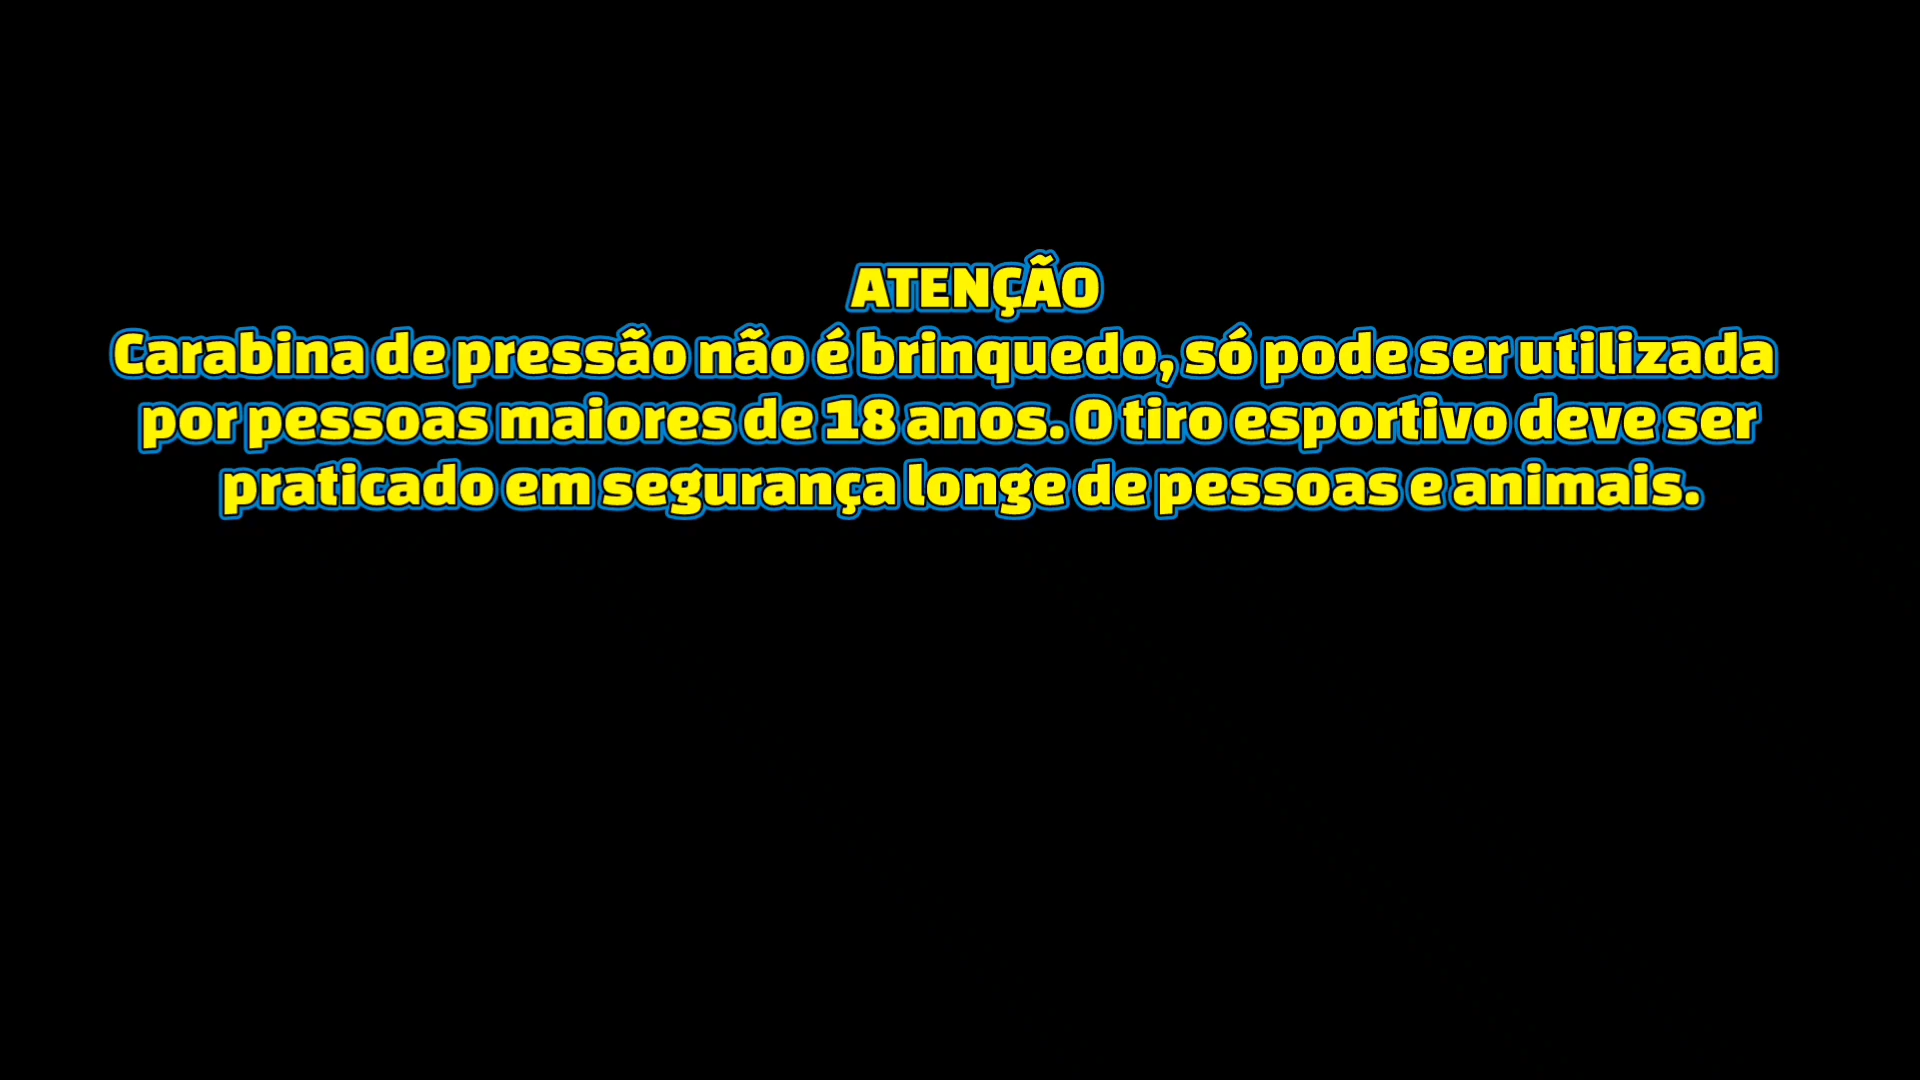 ATENÇÃO
Carabina de pressão não é brinquedo, só pode ser utilizada
por pessoas maiores de 18 anos. O tiro esportivo deve ser
praticado em segurança longe de pessoas e animais.